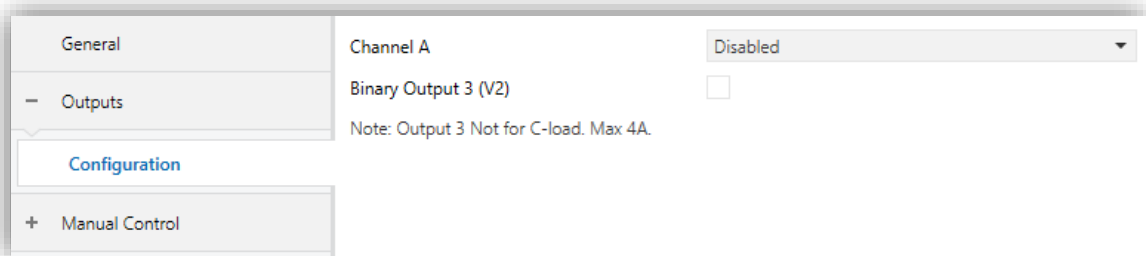 General
− Outputs
Configuration
+ Manual Control
Channel A Disabled
Binary Output 3 (V2)
Note: Output 3 Not for C-load. Max 4A.